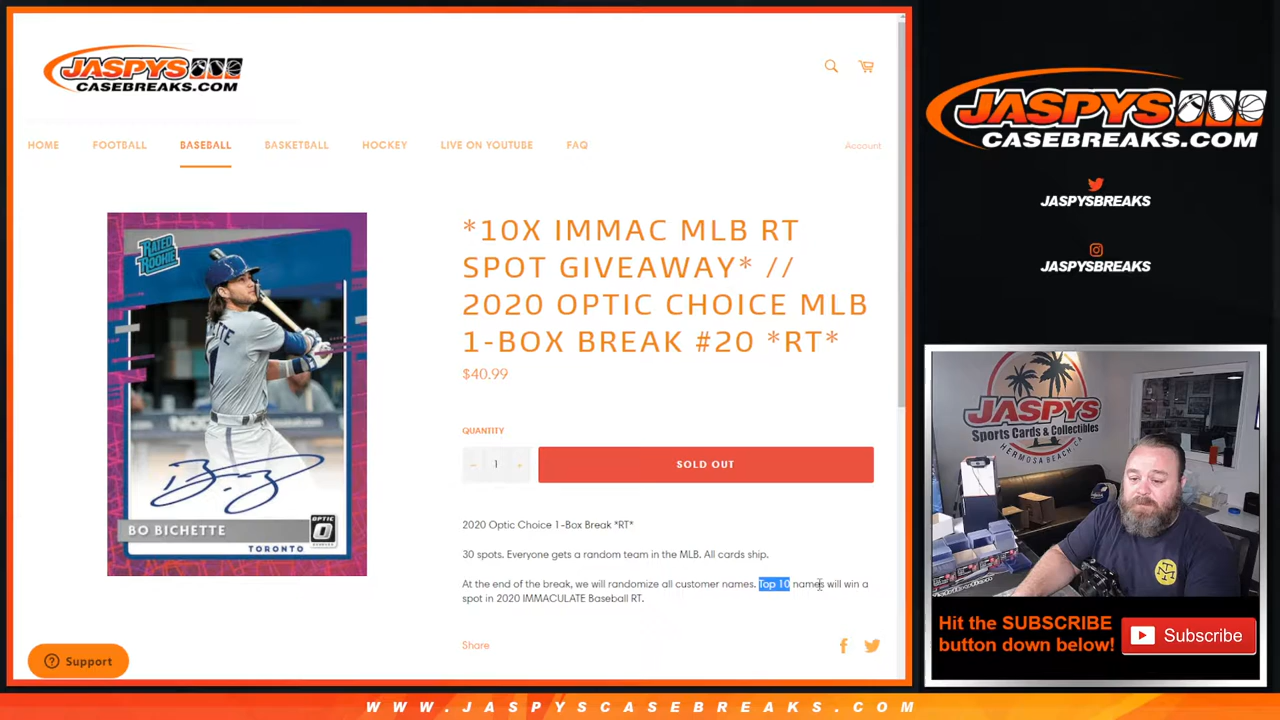 JASPYS
CASEBREAKS.COM
HOME
FOOTBALL
BASEBALL
BASKETBALL
HOCKEY
LIVE ON YOUTUBE
FAQ
Account
RATED ROOKIE
BO BICHETTE
OPTIC
TORONTO
*10X IMMAC MLB RT
SPOT GIVEAWAY* //
2020 OPTIC CHOICE MLB
1-BOX BREAK #20 *RT*
$40.99
QUANTITY
− 1 +
SOLD OUT
2020 Optic Choice 1-Box Break *RT*
30 spots. Everyone gets a random team in the MLB. All cards ship.
At the end of the break, we will randomize all customer names. Top 10 names will win a
spot in 2020 IMMACULATE Baseball RT.
Share
Support
JASPYS
CASEBREAKS.COM
JASPYSBREAKS
JASPYSBREAKS
JASPYS
Sports Cards & Collectibles
HERMOSA BEACH, CA
Hit the SUBSCRIBE
button down below!
Subscribe
WWW.JASPYSCASEBREAKS.COM